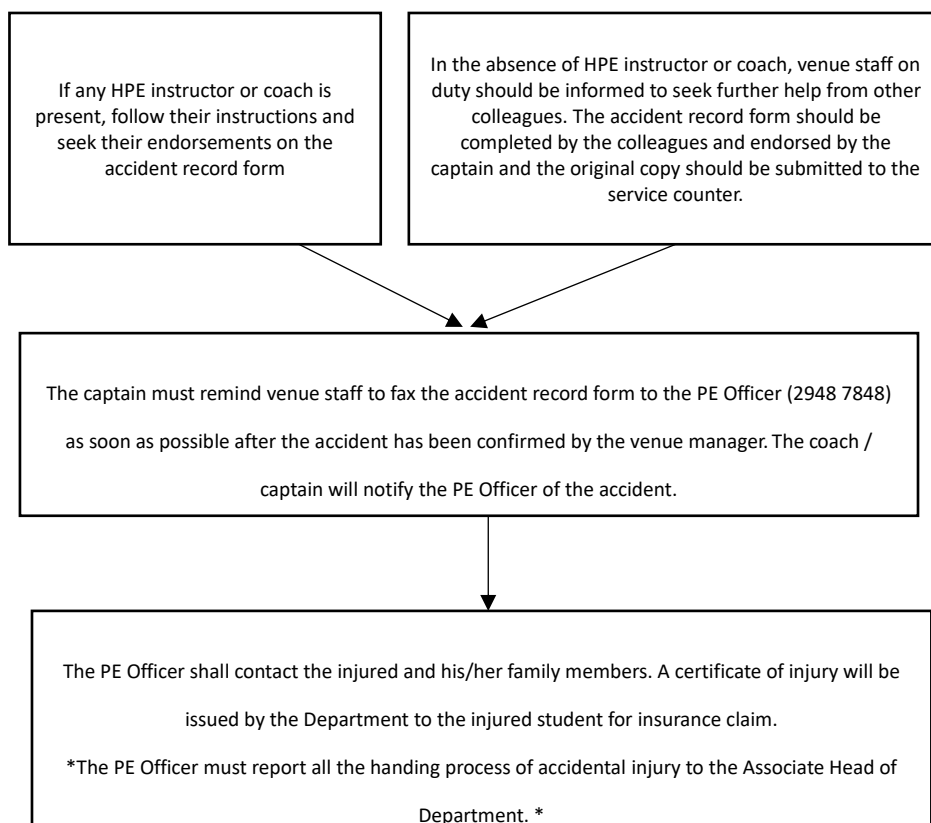 If any HPE instructor or coach is
present, follow their instructions and
seek their endorsements on the
accident record form
In the absence of HPE instructor or coach, venue staff on
duty should be informed to seek further help from other
colleagues. The accident record form should be
completed by the colleagues and endorsed by the
captain and the original copy should be submitted to the
service counter.
The captain must remind venue staff to fax the accident record form to the PE Officer (2948 7848)
as soon as possible after the accident has been confirmed by the venue manager. The coach /
captain will notify the PE Officer of the accident.
The PE Officer shall contact the injured and his/her family members. A certificate of injury will be
issued by the Department to the injured student for insurance claim.
*The PE Officer must report all the handing process of accidental injury to the Associate Head of
Department. *